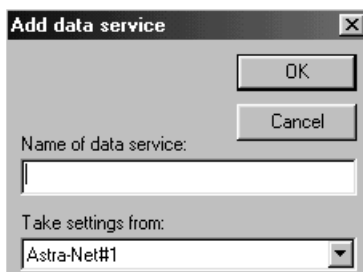 Add data service
OK
Cancel
Name of data service:
Take settings from:
Astra-Net#1